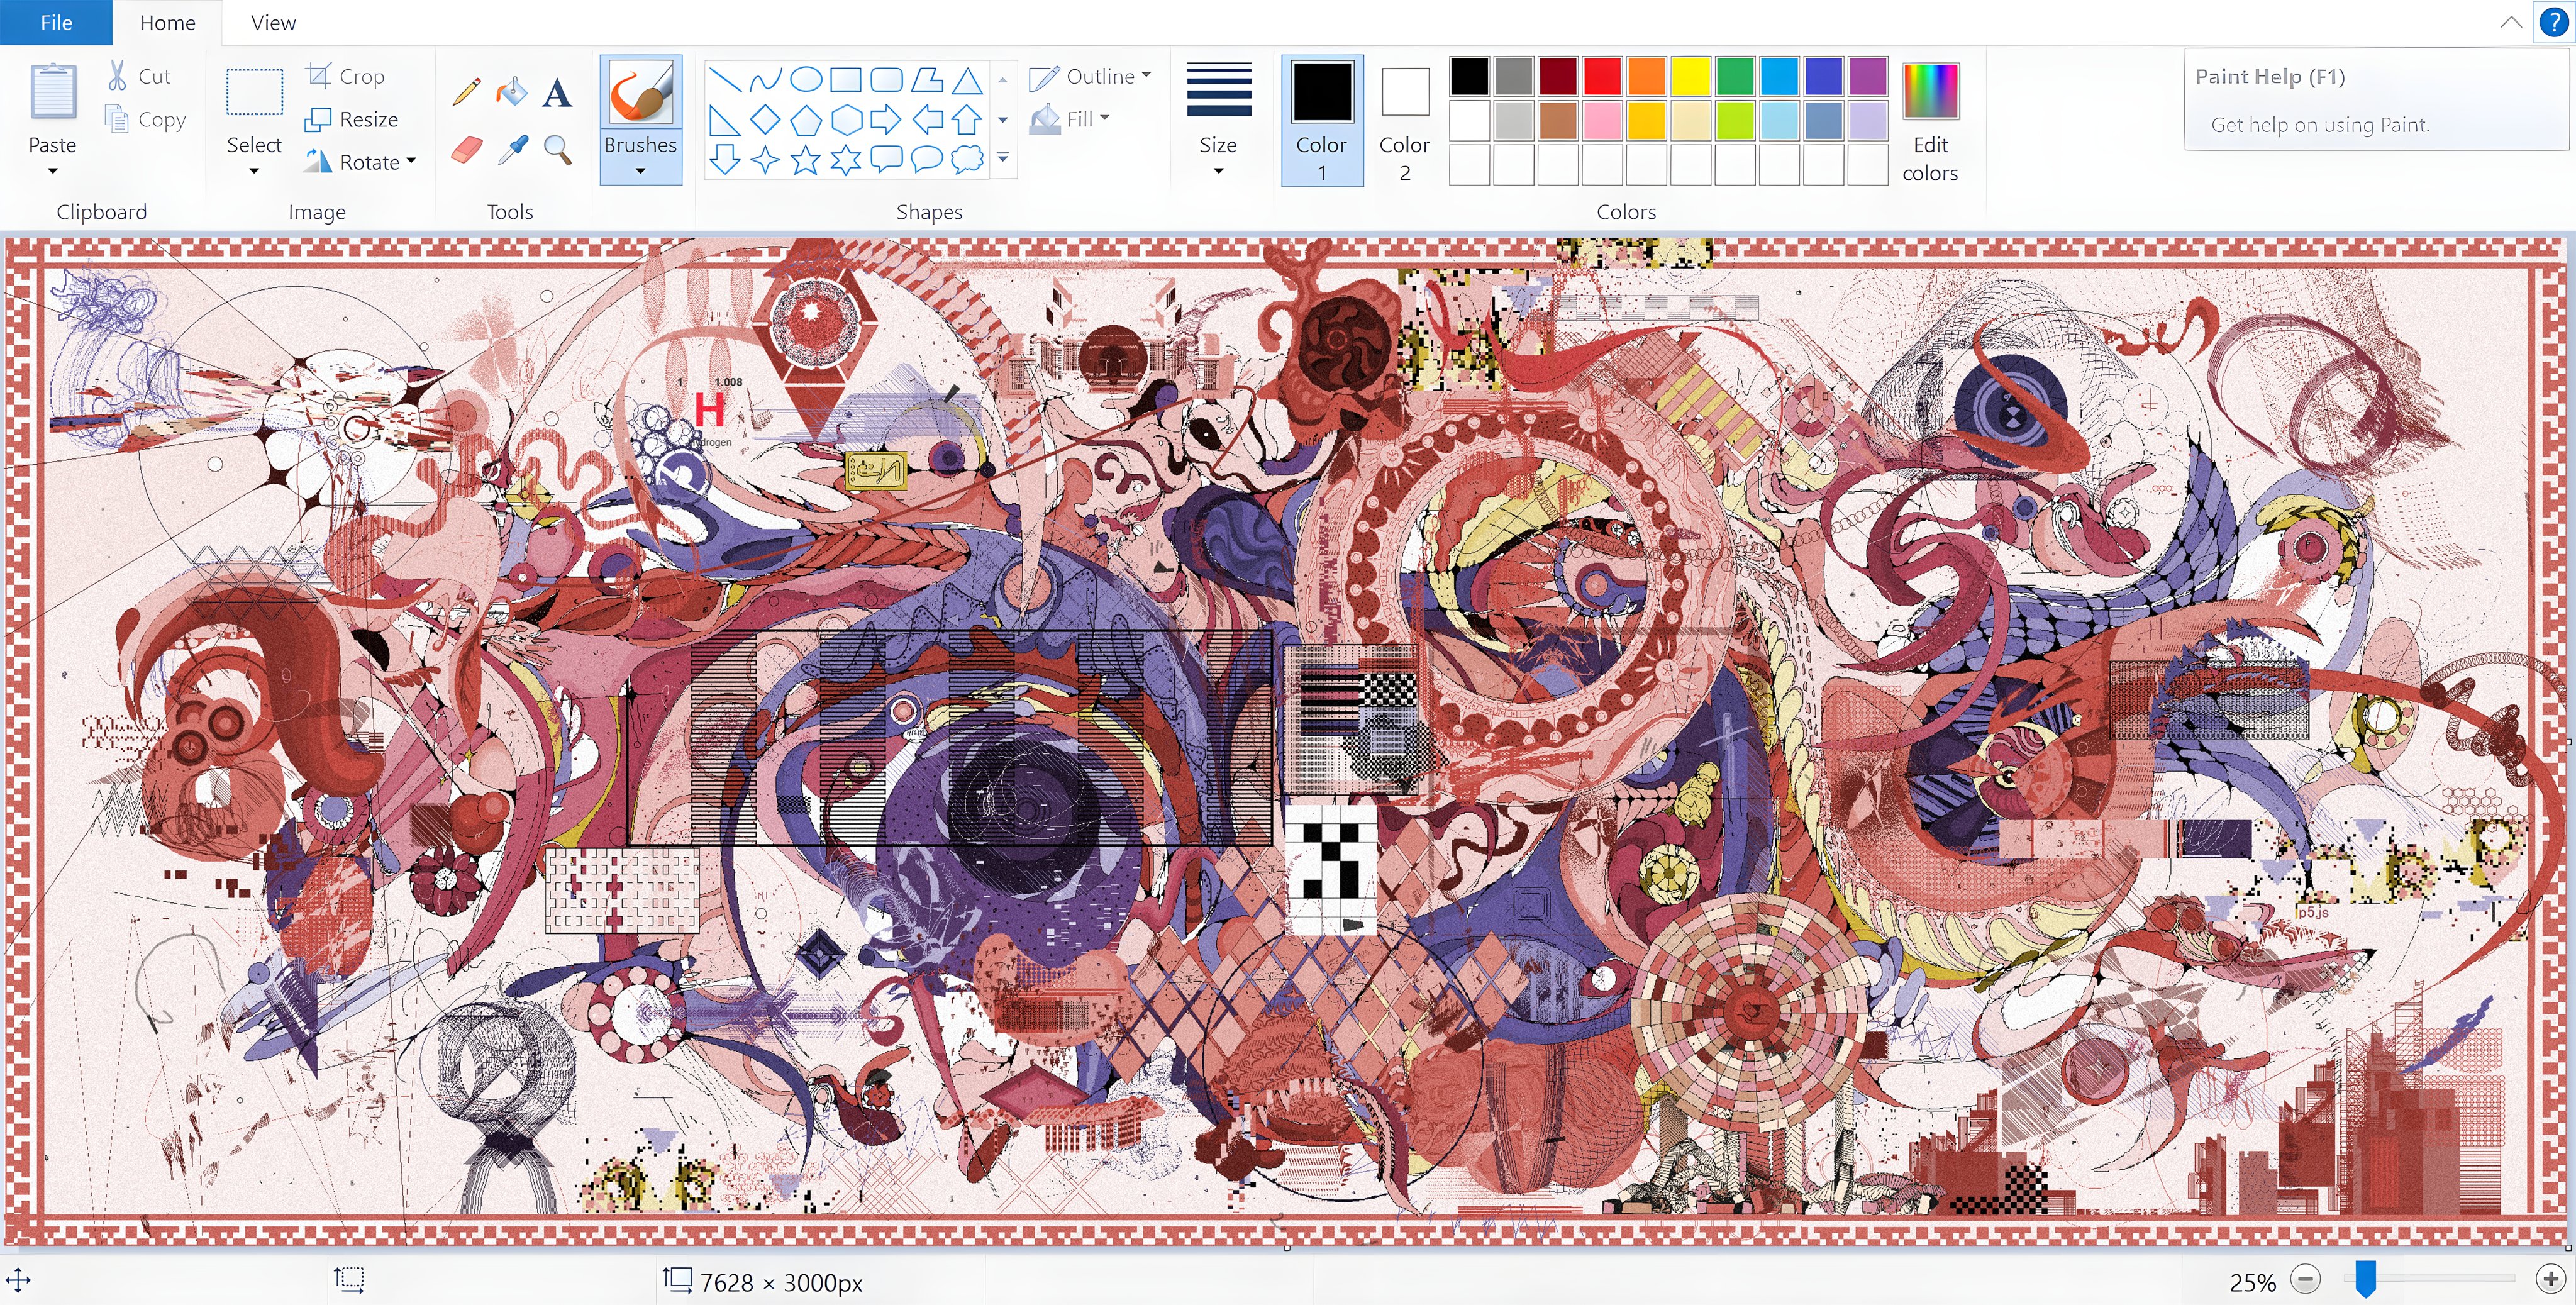 File Home View
Paste
Cut
Copy
Clipboard
Select
Crop
Resize
Rotate
Image
Tools
Brushes
Shapes
Outline
Fill
Size
Color 1
Color 2
Edit colors
Colors
?
Paint Help (F1)
Get help on using Paint.
1 1.008
H
drogen
p5.js
7628 × 3000px
25%